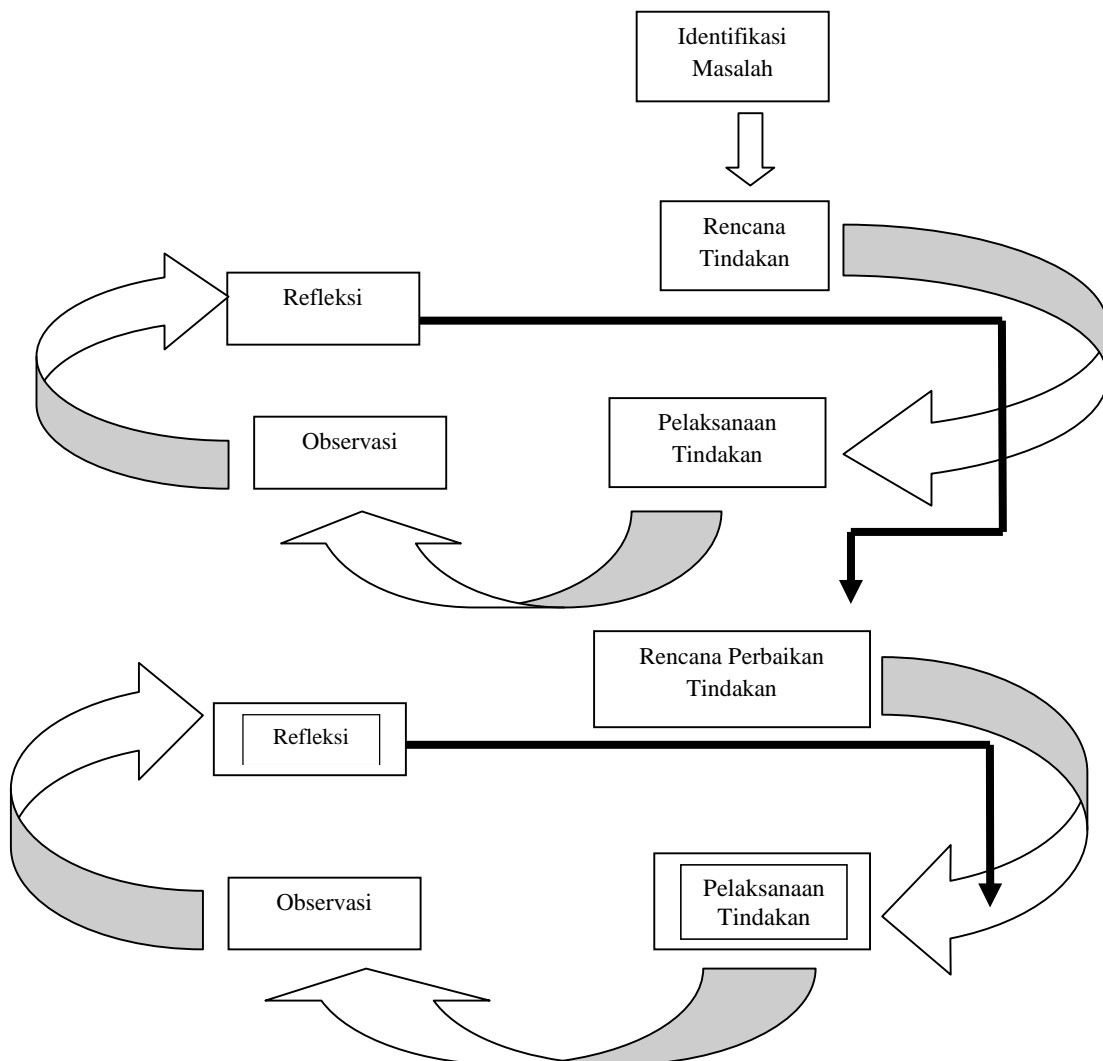 Identifikasi
Masalah
Rencana
Tindakan
Refleksi
Pelaksanaan
Tindakan
Observasi
Rencana Perbaikan
Tindakan
Refleksi
Pelaksanaan
Tindakan
Observasi